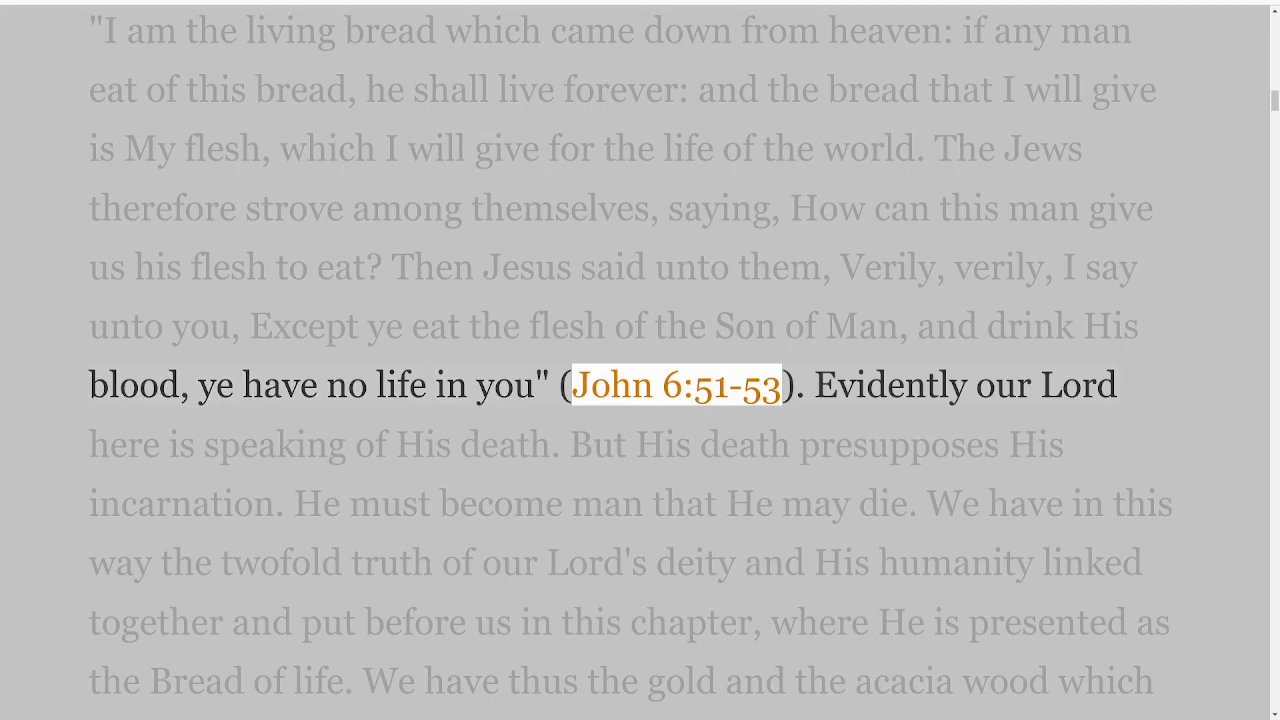 "I am the living bread which came down from heaven: if any man
eat of this bread, he shall live forever: and the bread that I will give
is My flesh, which I will give for the life of the world. The Jews
therefore strove among themselves, saying, How can this man give
us his flesh to eat? Then Jesus said unto them, Verily, verily, I say
unto you, Except ye eat the flesh of the Son of Man, and drink His
blood, ye have no life in you" (John 6:51-53). Evidently our Lord
here is speaking of His death. But His death presupposes His
incarnation. He must become man that He may die. We have in this
way the twofold truth of our Lord's deity and His humanity linked
together and put before us in this chapter, where He is presented as
the Bread of life. We have thus the gold and the acacia wood which